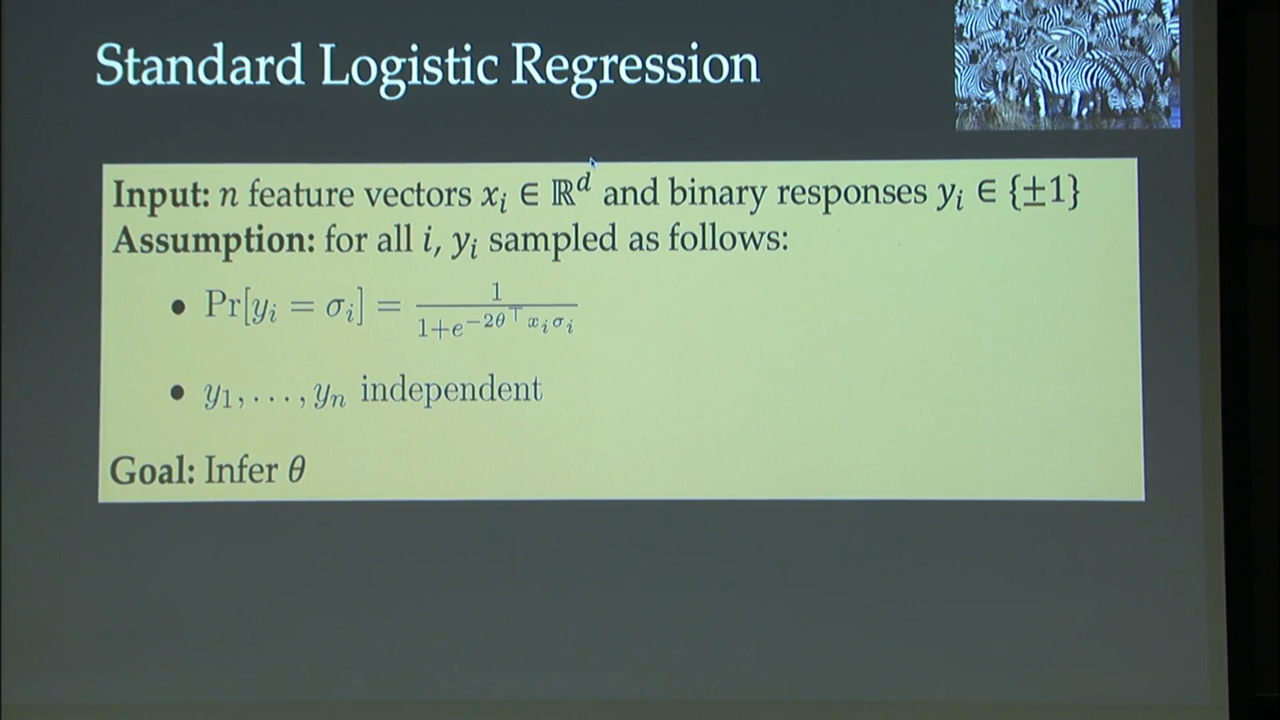 Standard Logistic Regression
Input: n feature vectors xᵢ ∈ ℝᵈ and binary responses yᵢ ∈ {±1}
Assumption: for all i, yᵢ sampled as follows:
• Pr[yᵢ = σᵢ] = 1 / (1+e^{−2θ^⊤ xᵢσᵢ})
• y₁, . . . , yₙ independent
Goal: Infer θ